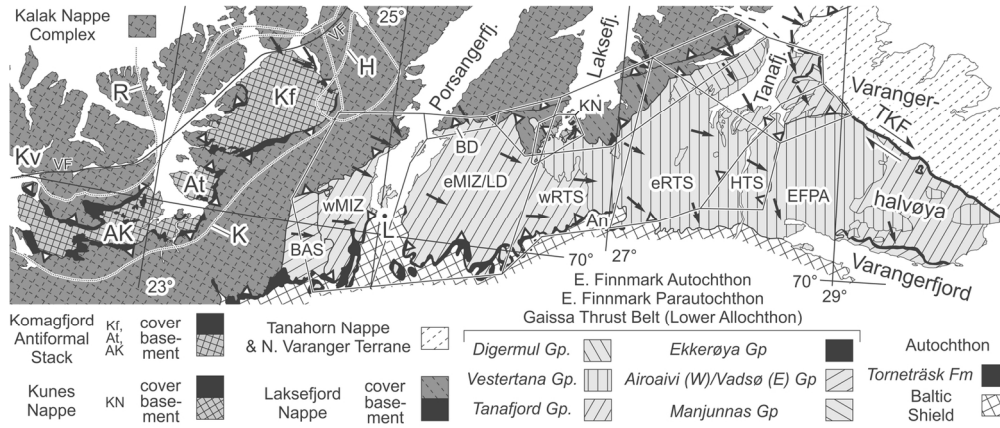 Kalak Nappe
Complex
25°
VF
R
H
Kf
Porsangerfj.
Laksefj.
KN
Tanafj.
Varanger-
TKF
BD
Kv
VF
At
eMIZ/LD
wRTS
eRTS
HTS
EFPA
halvøya
wMIZ
AK
K
L
An
BAS
23°
70°
27°
70°
29°
Varangerfjord
E. Finnmark Autochthon
E. Finnmark Parautochthon
Gaissa Thrust Belt (Lower Allochthon)
Komagfjord
Antiformal
Stack
Kf,
At,
AK
cover
base-
ment
Tanahorn Nappe
& N. Varanger Terrane
Kunes
Nappe
KN
cover
base-
ment
Laksefjord
Nappe
cover
base-
ment
Digermul Gp.
Vestertana Gp.
Tanafjord Gp.
Ekkerøya Gp
Airoaivi (W)/Vadsø (E) Gp
Manjunnas Gp
Autochthon
Torneträsk Fm
Baltic
Shield